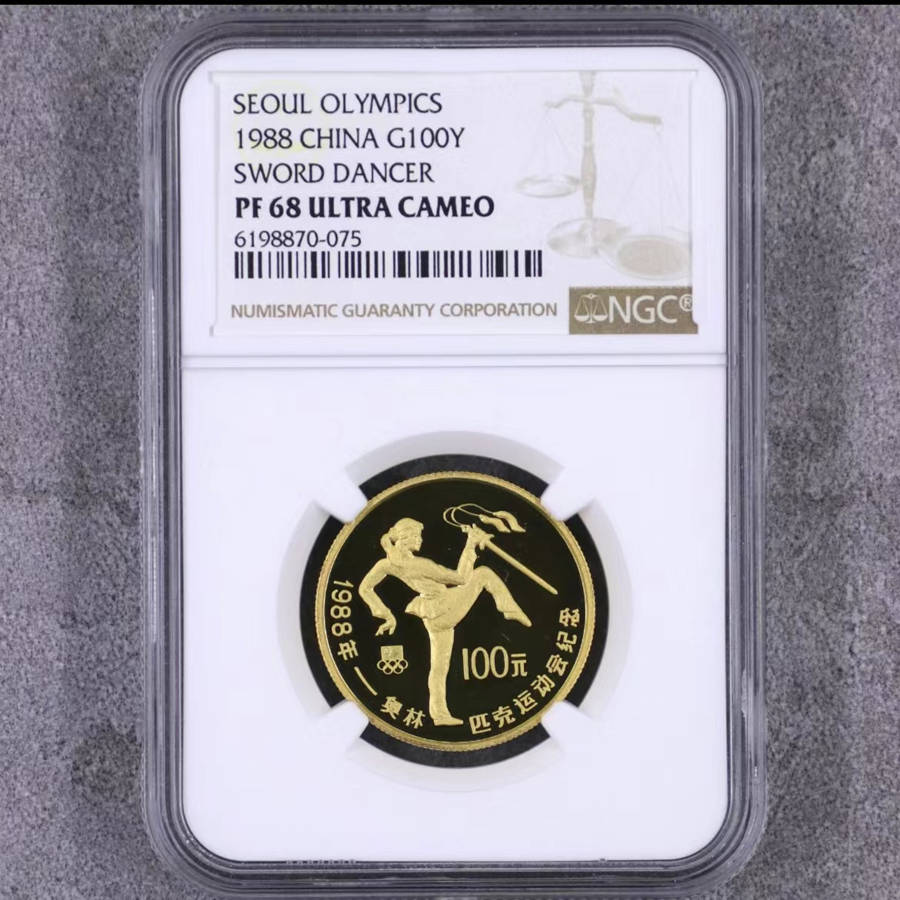 SEOUL OLYMPICS
1988 CHINA G100Y
SWORD DANCER
PF 68 ULTRA CAMEO
6198870-075
NUMISMATIC GUARANTY CORPORATION
NGC®
1988年—奥林匹克运动会纪念
100元